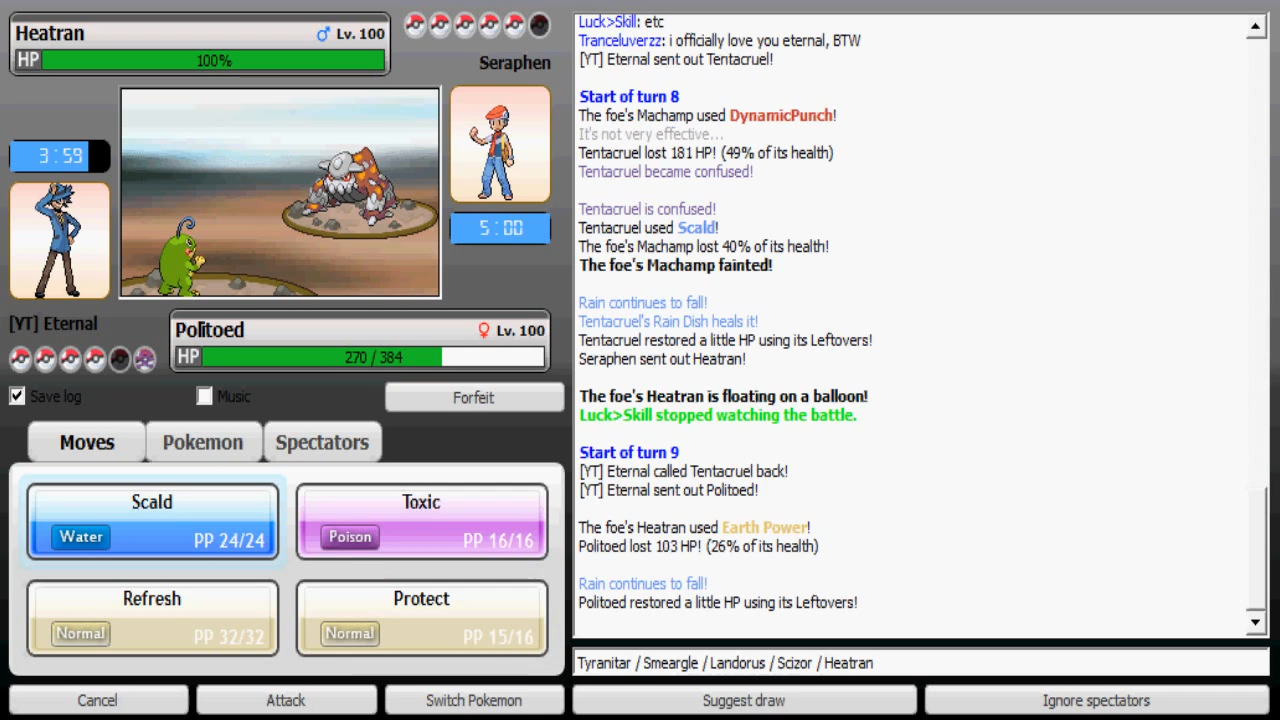 Heatran ♂ Lv. 100
HP 100%
Seraphen
3:59
5:00
[YT] Eternal
Politoed ♀ Lv. 100
HP 270 / 384
Save log
Music
Forfeit
Moves
Pokemon
Spectators
Scald
Water PP 24/24
Toxic
Poison PP 16/16
Refresh
Normal PP 32/32
Protect
Normal PP 15/16
Cancel
Attack
Switch Pokemon
Luck>Skill: etc
Tranceluverzz: i officially love you eternal, BTW
[YT] Eternal sent out Tentacruel!
Start of turn 8
The foe's Machamp used DynamicPunch!
It's not very effective...
Tentacruel lost 181 HP! (49% of its health)
Tentacruel became confused!
Tentacruel is confused!
Tentacruel used Scald!
The foe's Machamp lost 40% of its health!
The foe's Machamp fainted!
Rain continues to fall!
Tentacruel's Rain Dish heals it!
Tentacruel restored a little HP using its Leftovers!
Seraphen sent out Heatran!
The foe's Heatran is floating on a balloon!
Luck>Skill stopped watching the battle.
Start of turn 9
[YT] Eternal called Tentacruel back!
[YT] Eternal sent out Politoed!
The foe's Heatran used Earth Power!
Politoed lost 103 HP! (26% of its health)
Rain continues to fall!
Politoed restored a little HP using its Leftovers!
Tyranitar / Smeargle / Landorus / Scizor / Heatran
Suggest draw
Ignore spectators